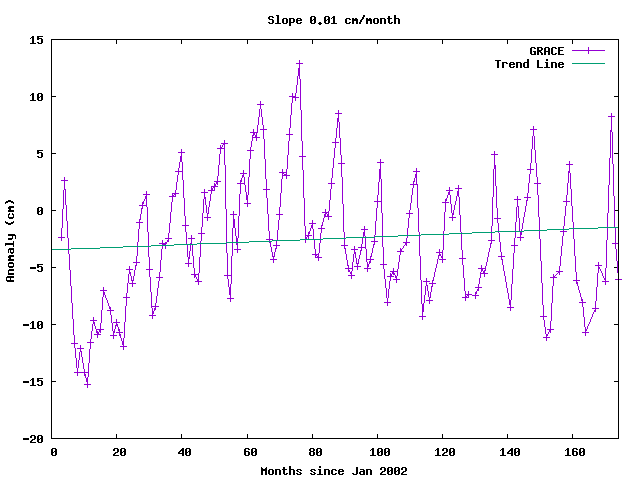 Slope 0.01 cm/month
GRACE
Trend Line
15
10
5
0
-5
-10
-15
-20
Anomaly (cm)
0 20 40 60 80 100 120 140 160
Months since Jan 2002